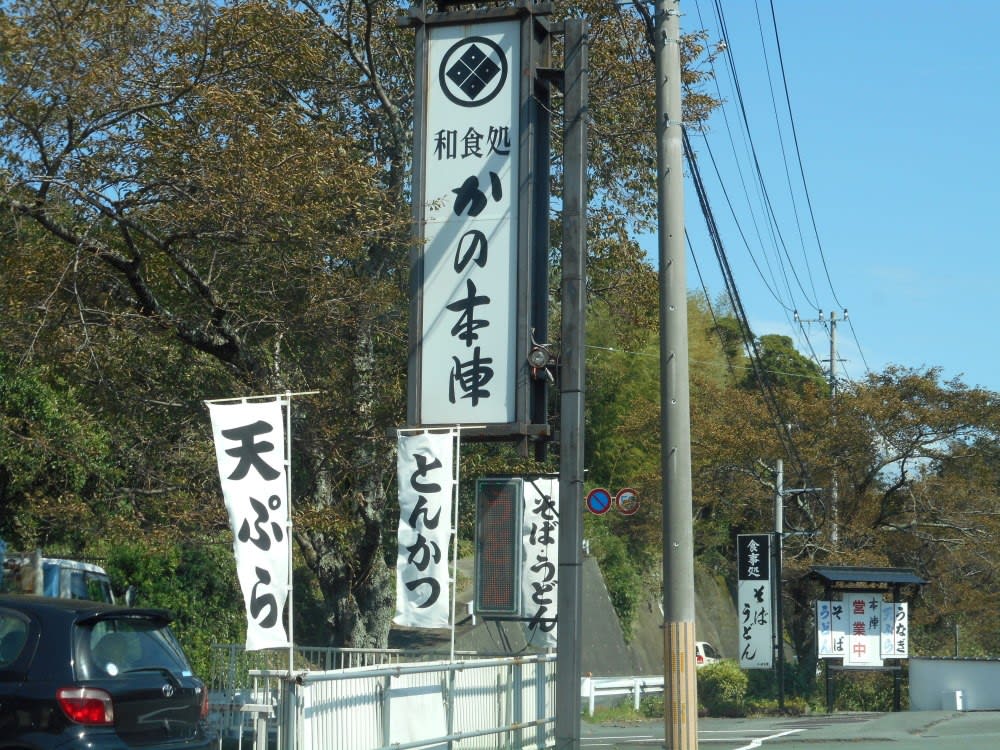 和食処
かの本陣
天ぷら
とんかつ
そば・うどん
食事処
そば
うどん
うどん
そば
営業中
本陣
うなぎ